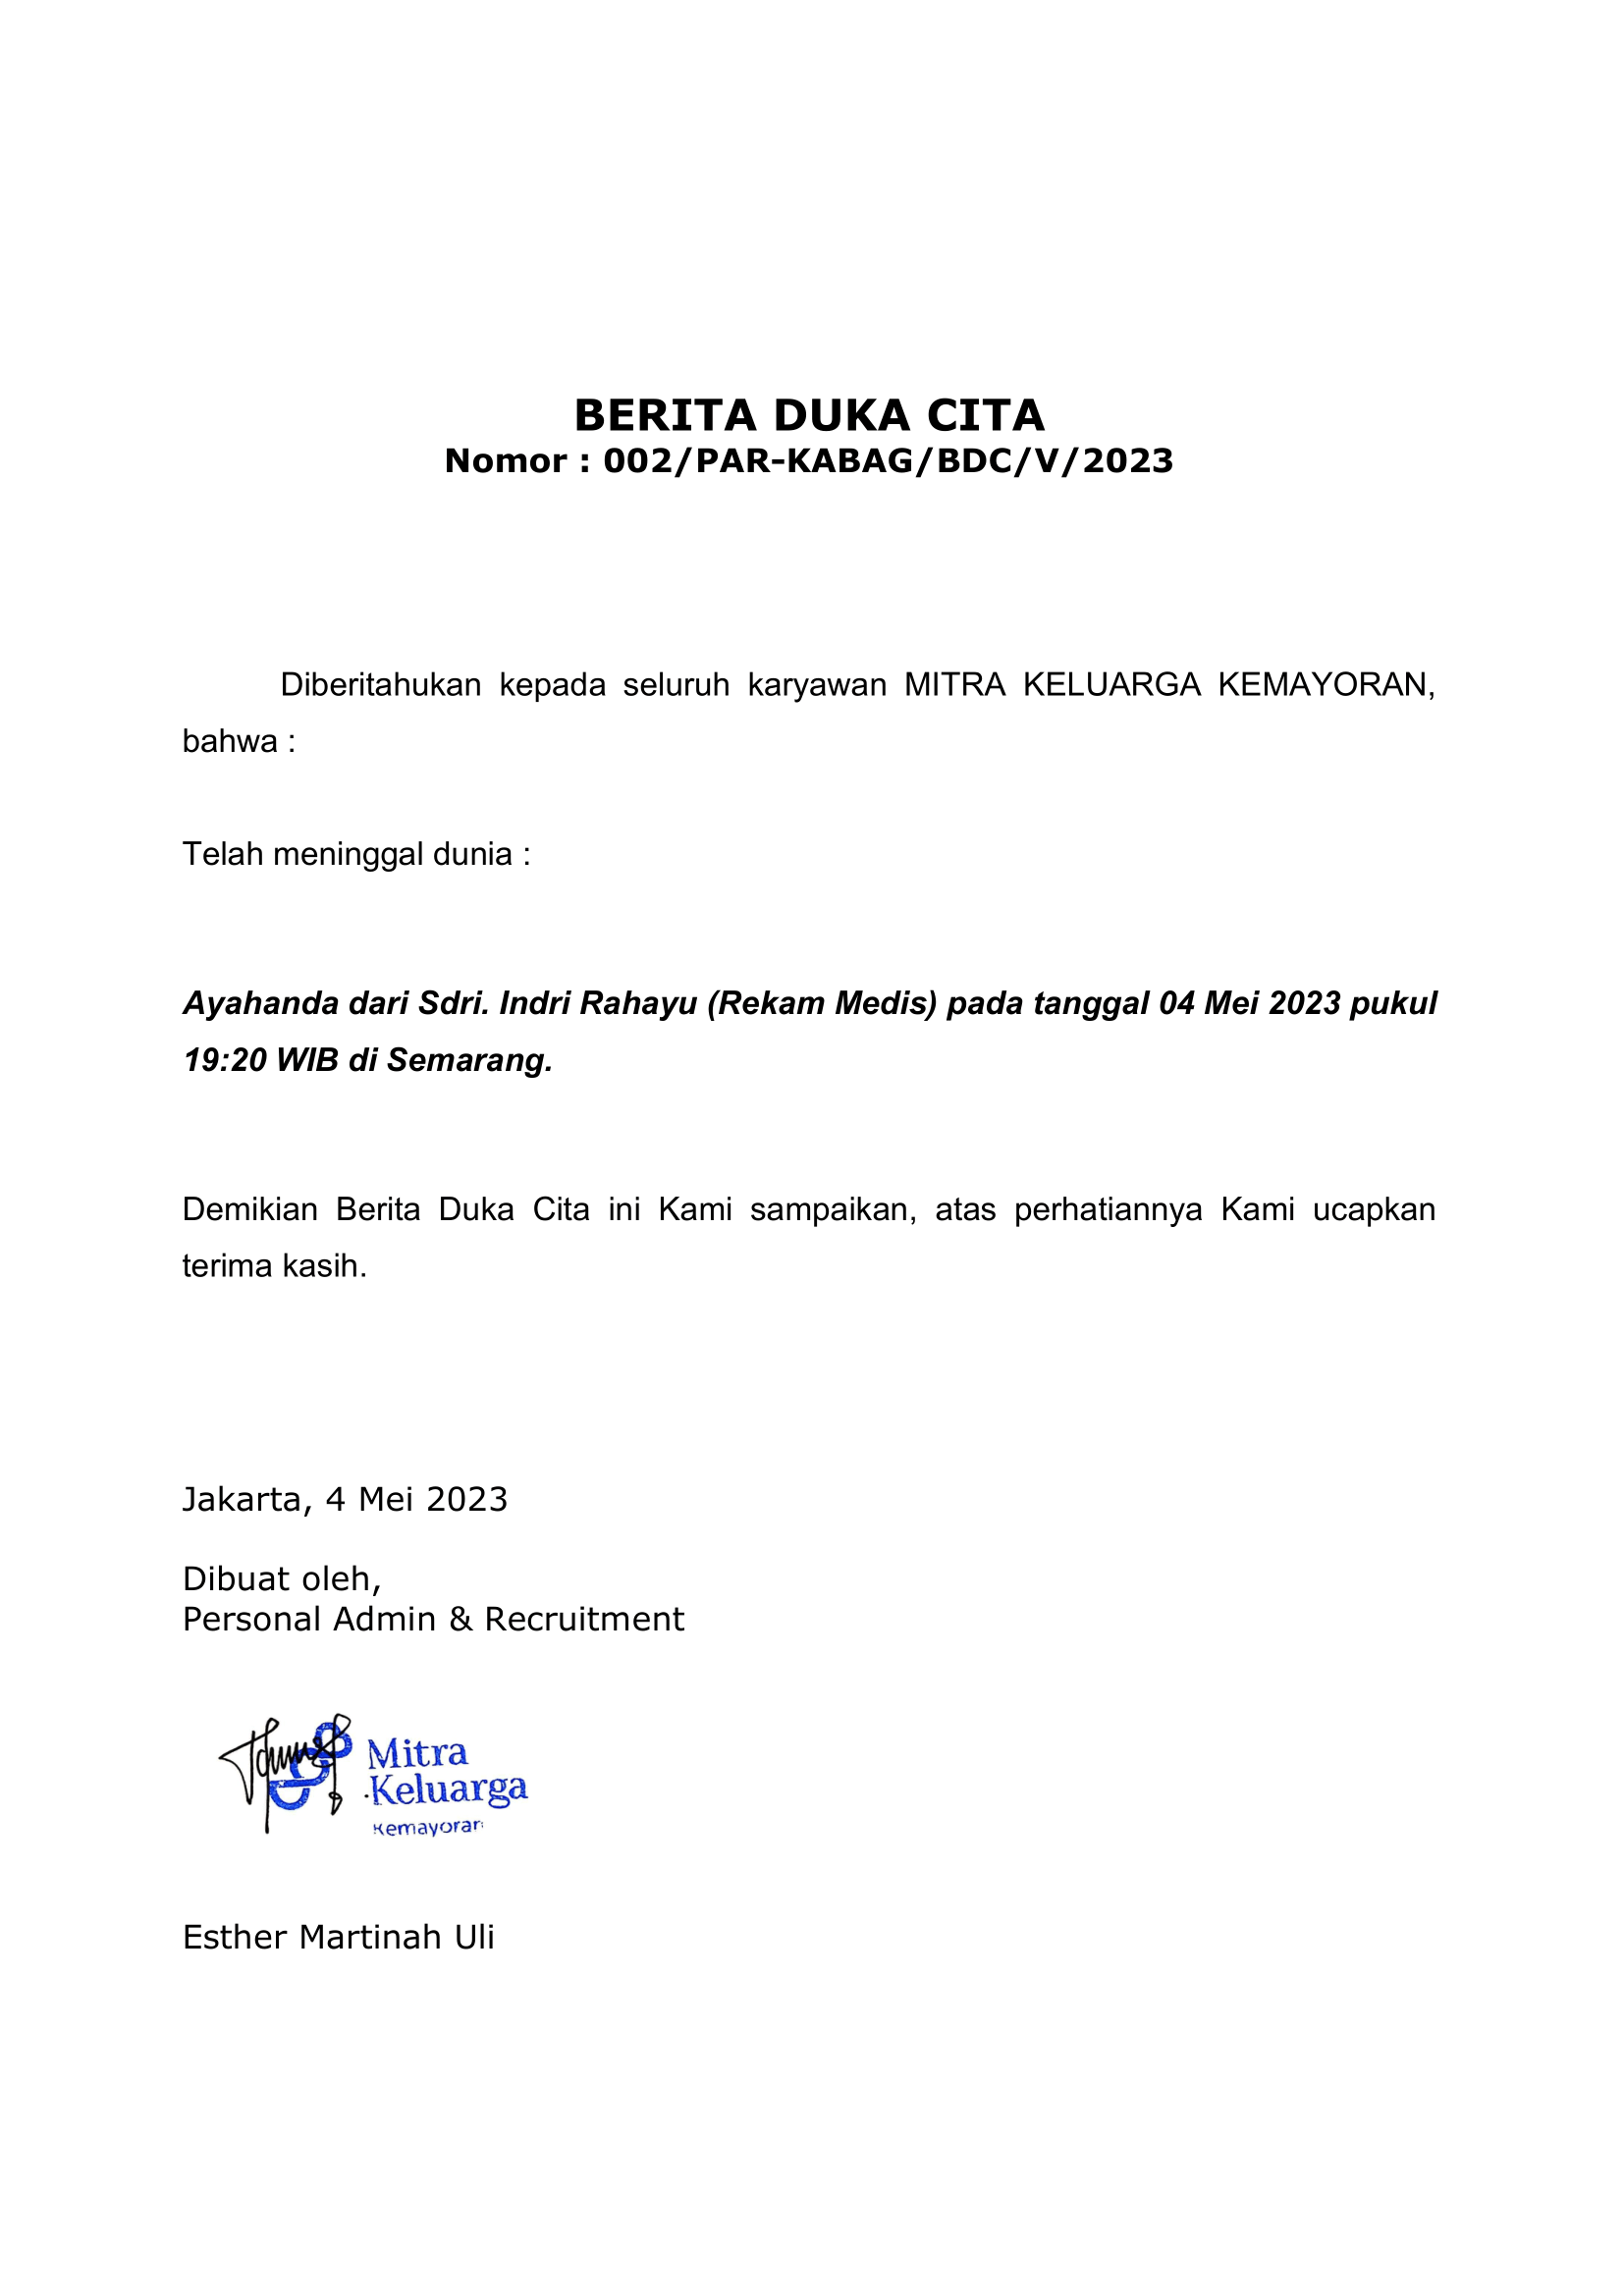 BERITA DUKA CITA
Nomor : 002/PAR-KABAG/BDC/V/2023
Diberitahukan kepada seluruh karyawan MITRA KELUARGA KEMAYORAN,
bahwa :
Telah meninggal dunia :
Ayahanda dari Sdri. Indri Rahayu (Rekam Medis) pada tanggal 04 Mei 2023 pukul
19:20 WIB di Semarang.
Demikian Berita Duka Cita ini Kami sampaikan, atas perhatiannya Kami ucapkan
terima kasih.
Jakarta, 4 Mei 2023
Dibuat oleh,
Personal Admin & Recruitment
Mitra
Keluarga
Kemayoran
Esther Martinah Uli